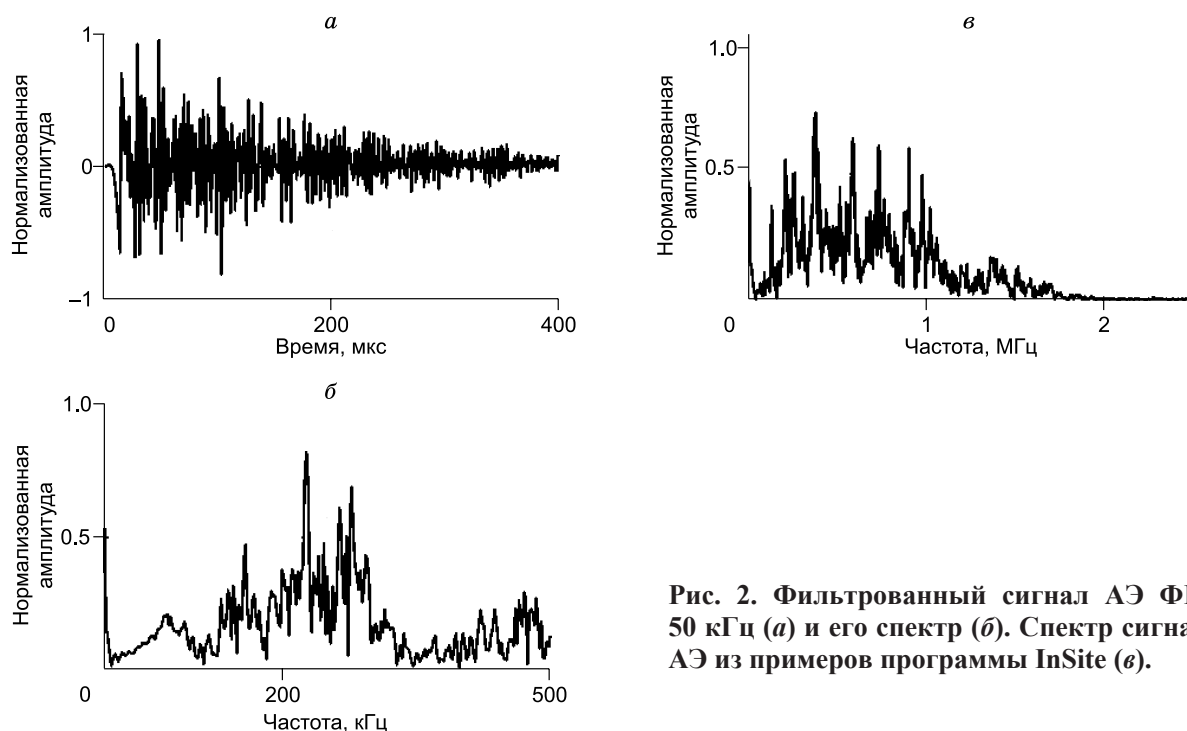 а
1
0
–1
Нормализованная
амплитуда
0
200
400
Время, мкс
в
1.0
0.5
Нормализованная
амплитуда
0
1
2
Частота, МГц
б
1.0
0.5
Нормализованная
амплитуда
0
200
500
Частота, кГц
Рис. 2. Фильтрованный сигнал АЭ
50 кГц (а) и его спектр (б). Спектр
АЭ из примеров программы InSite (в).